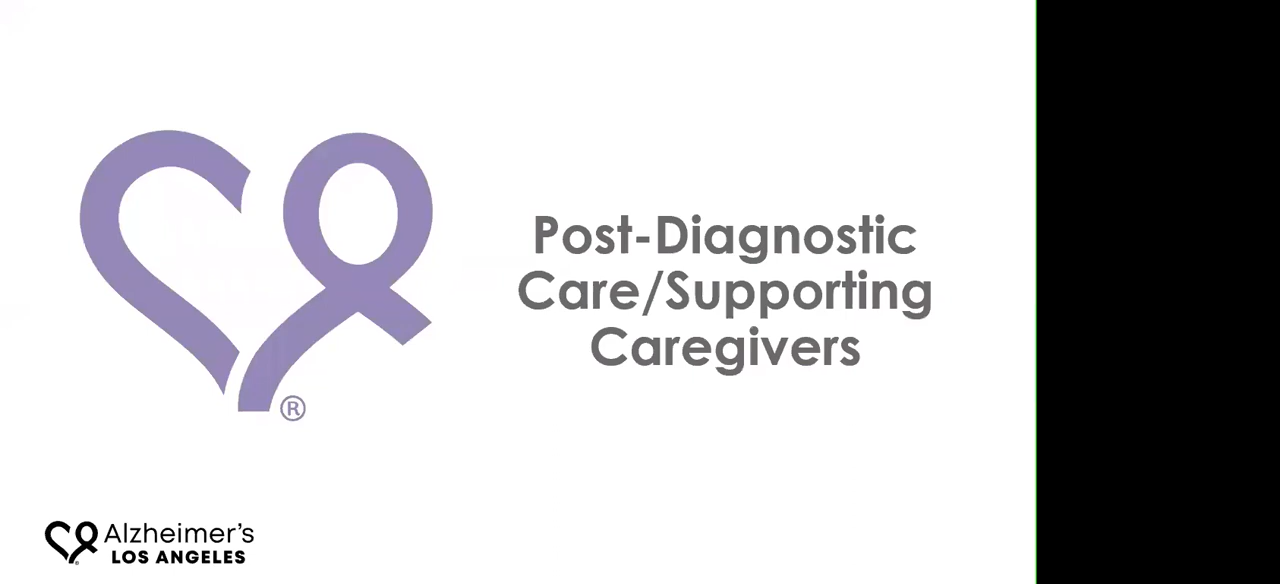 Post-Diagnostic
Care/Supporting
Caregivers
®
Alzheimer's
LOS ANGELES